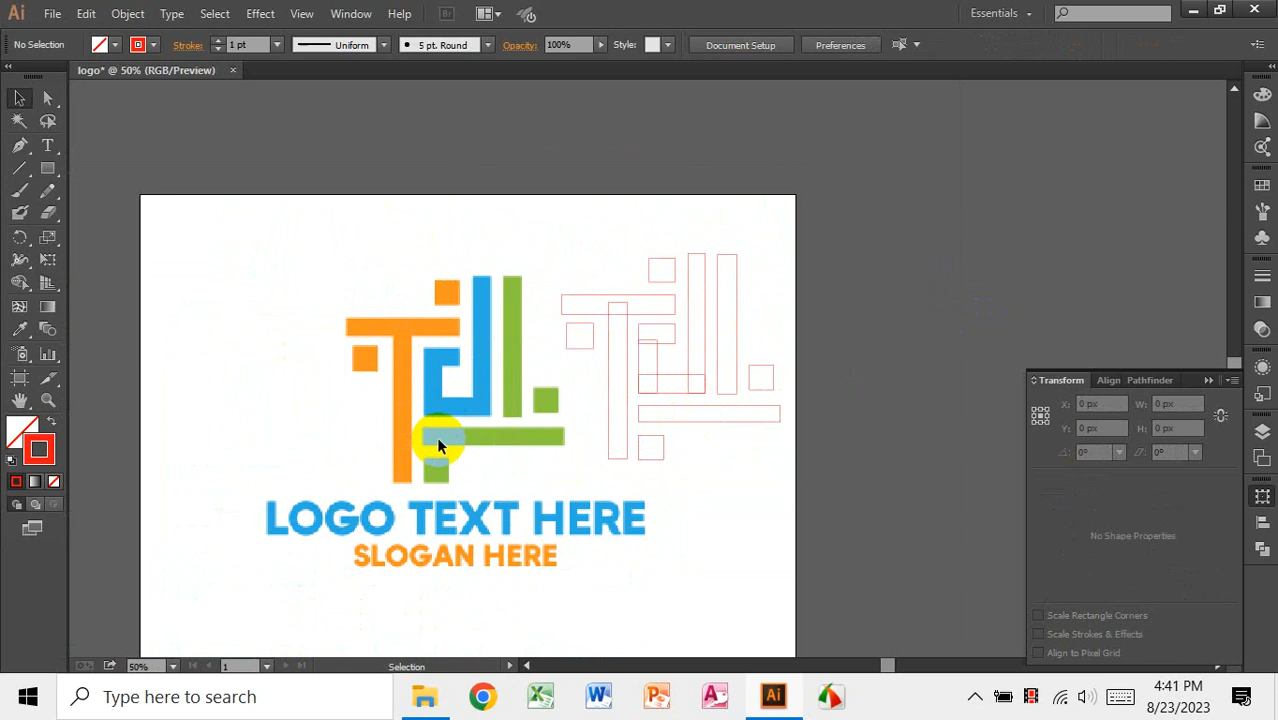 Ai File Edit Object Type Select Effect View Window Help Br Essentials
No Selection Stroke: 1 pt Uniform 5 pt. Round Opacity: 100% Style: Document Setup Preferences
logo* @ 50% (RGB/Preview)
Transform Align Pathfinder
X: 0 px W: 0 px
Y: 0 px H: 0 px
0° 0°
LOGO TEXT HERE
No Shape Properties
SLOGAN HERE
Scale Rectangle Corners
Scale Strokes & Effects
Align to Pixel Grid
50% 1 Selection
Type here to search
4:41 PM
8/23/2023